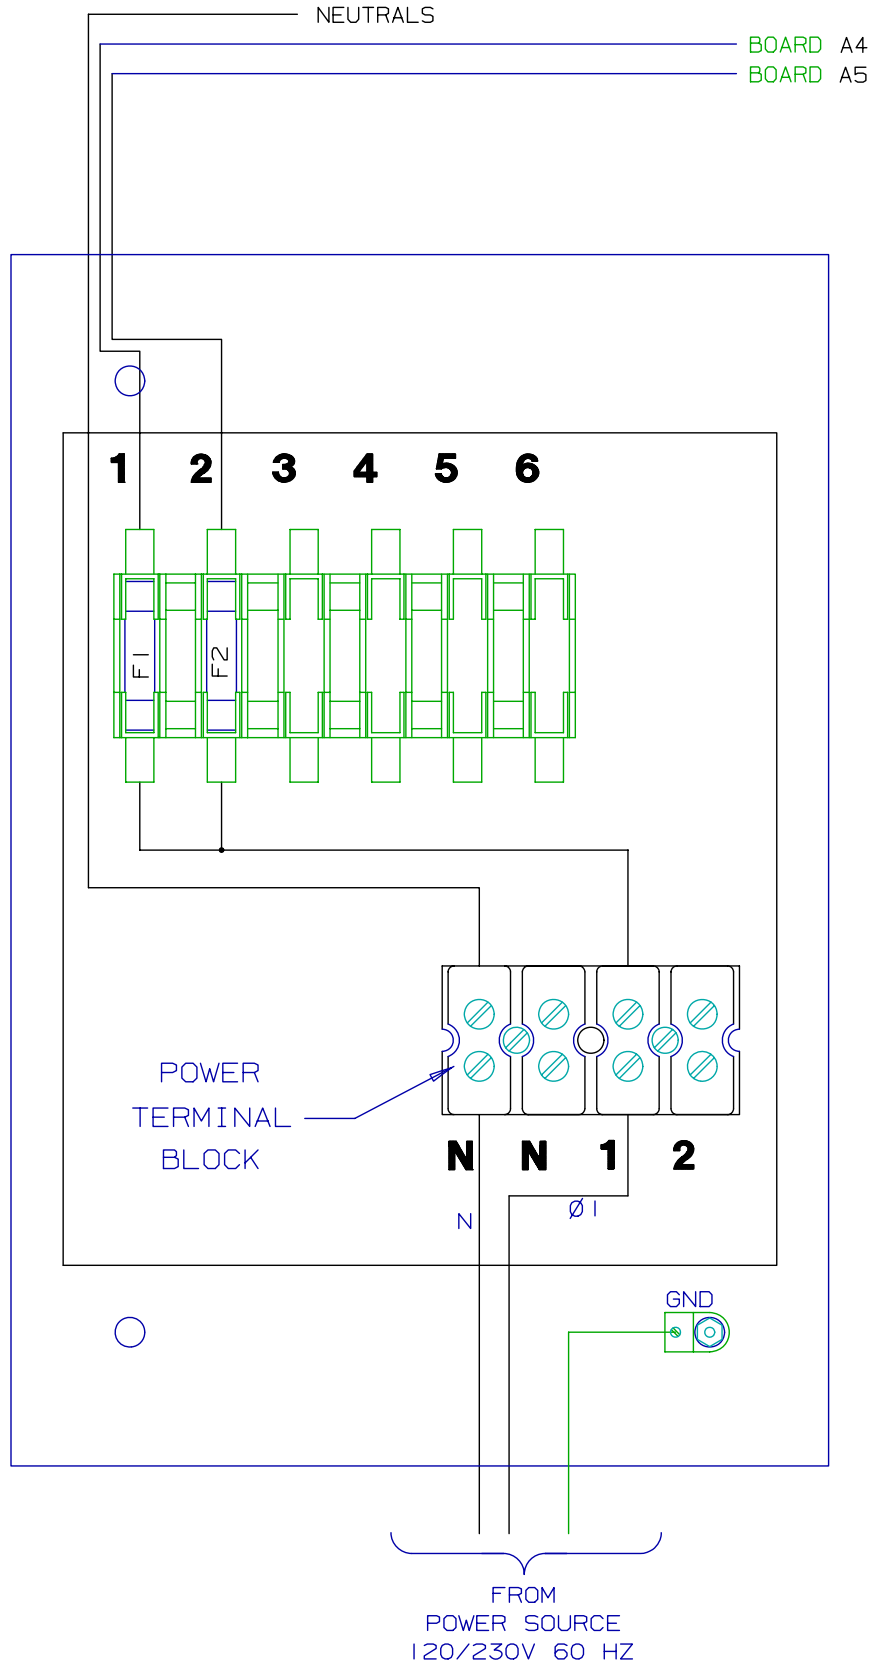 NEUTRALS
BOARD A4
BOARD A5
1 2 3 4 5 6
F1 F2
POWER
TERMINAL
BLOCK
N N 1 2
N Ø1
GND
FROM
POWER SOURCE
120/230V 60 HZ